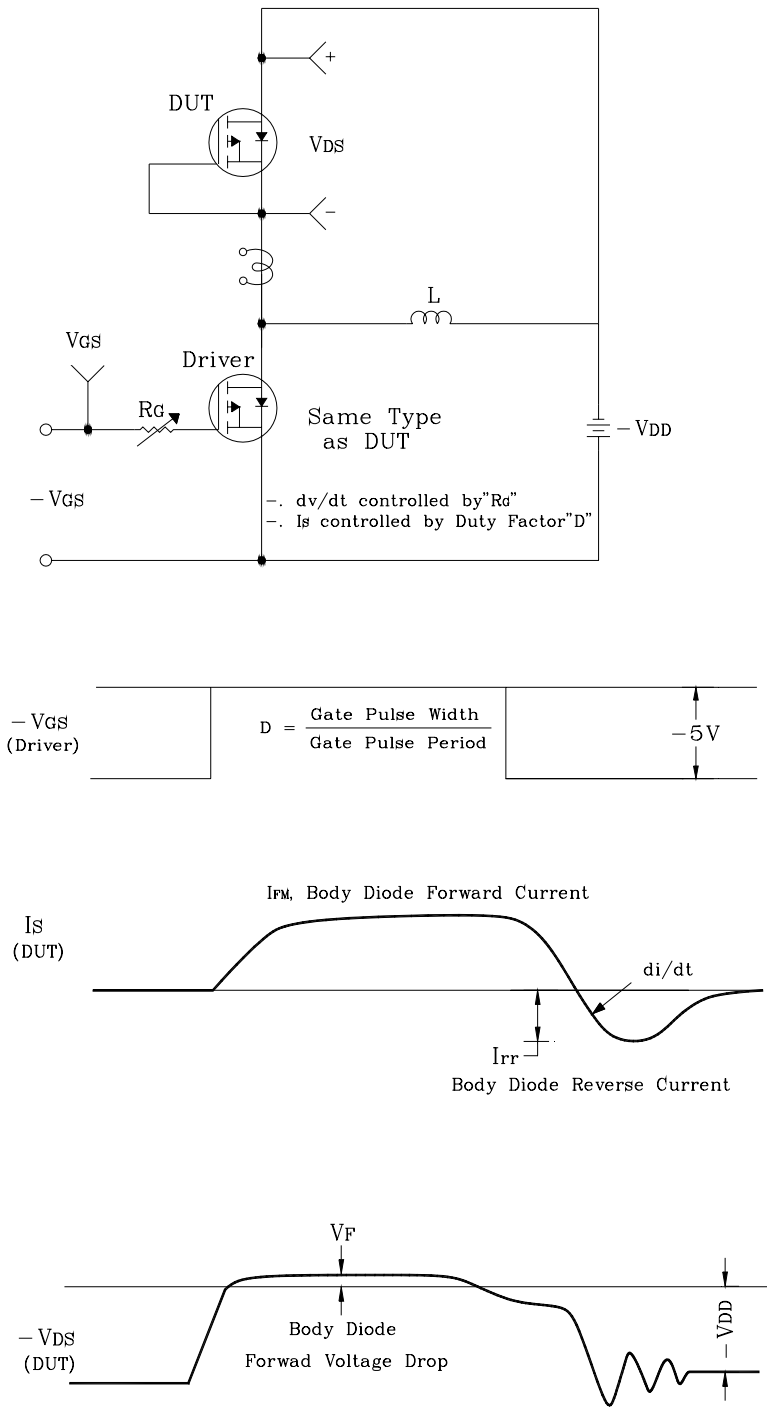 +
DUT
VDS
−
L
VGS
Driver
RG
Same Type
as DUT
−VDD
−VGS
−. dv/dt controlled by"RG"
−. Is controlled by Duty Factor"D"
−VGS
(Driver)
D = Gate Pulse Width
Gate Pulse Period
−5V
IFM, Body Diode Forward Current
IS
(DUT)
di/dt
Irr
Body Diode Reverse Current
VF
−VDD
Body Diode
Forwad Voltage Drop
−VDS
(DUT)